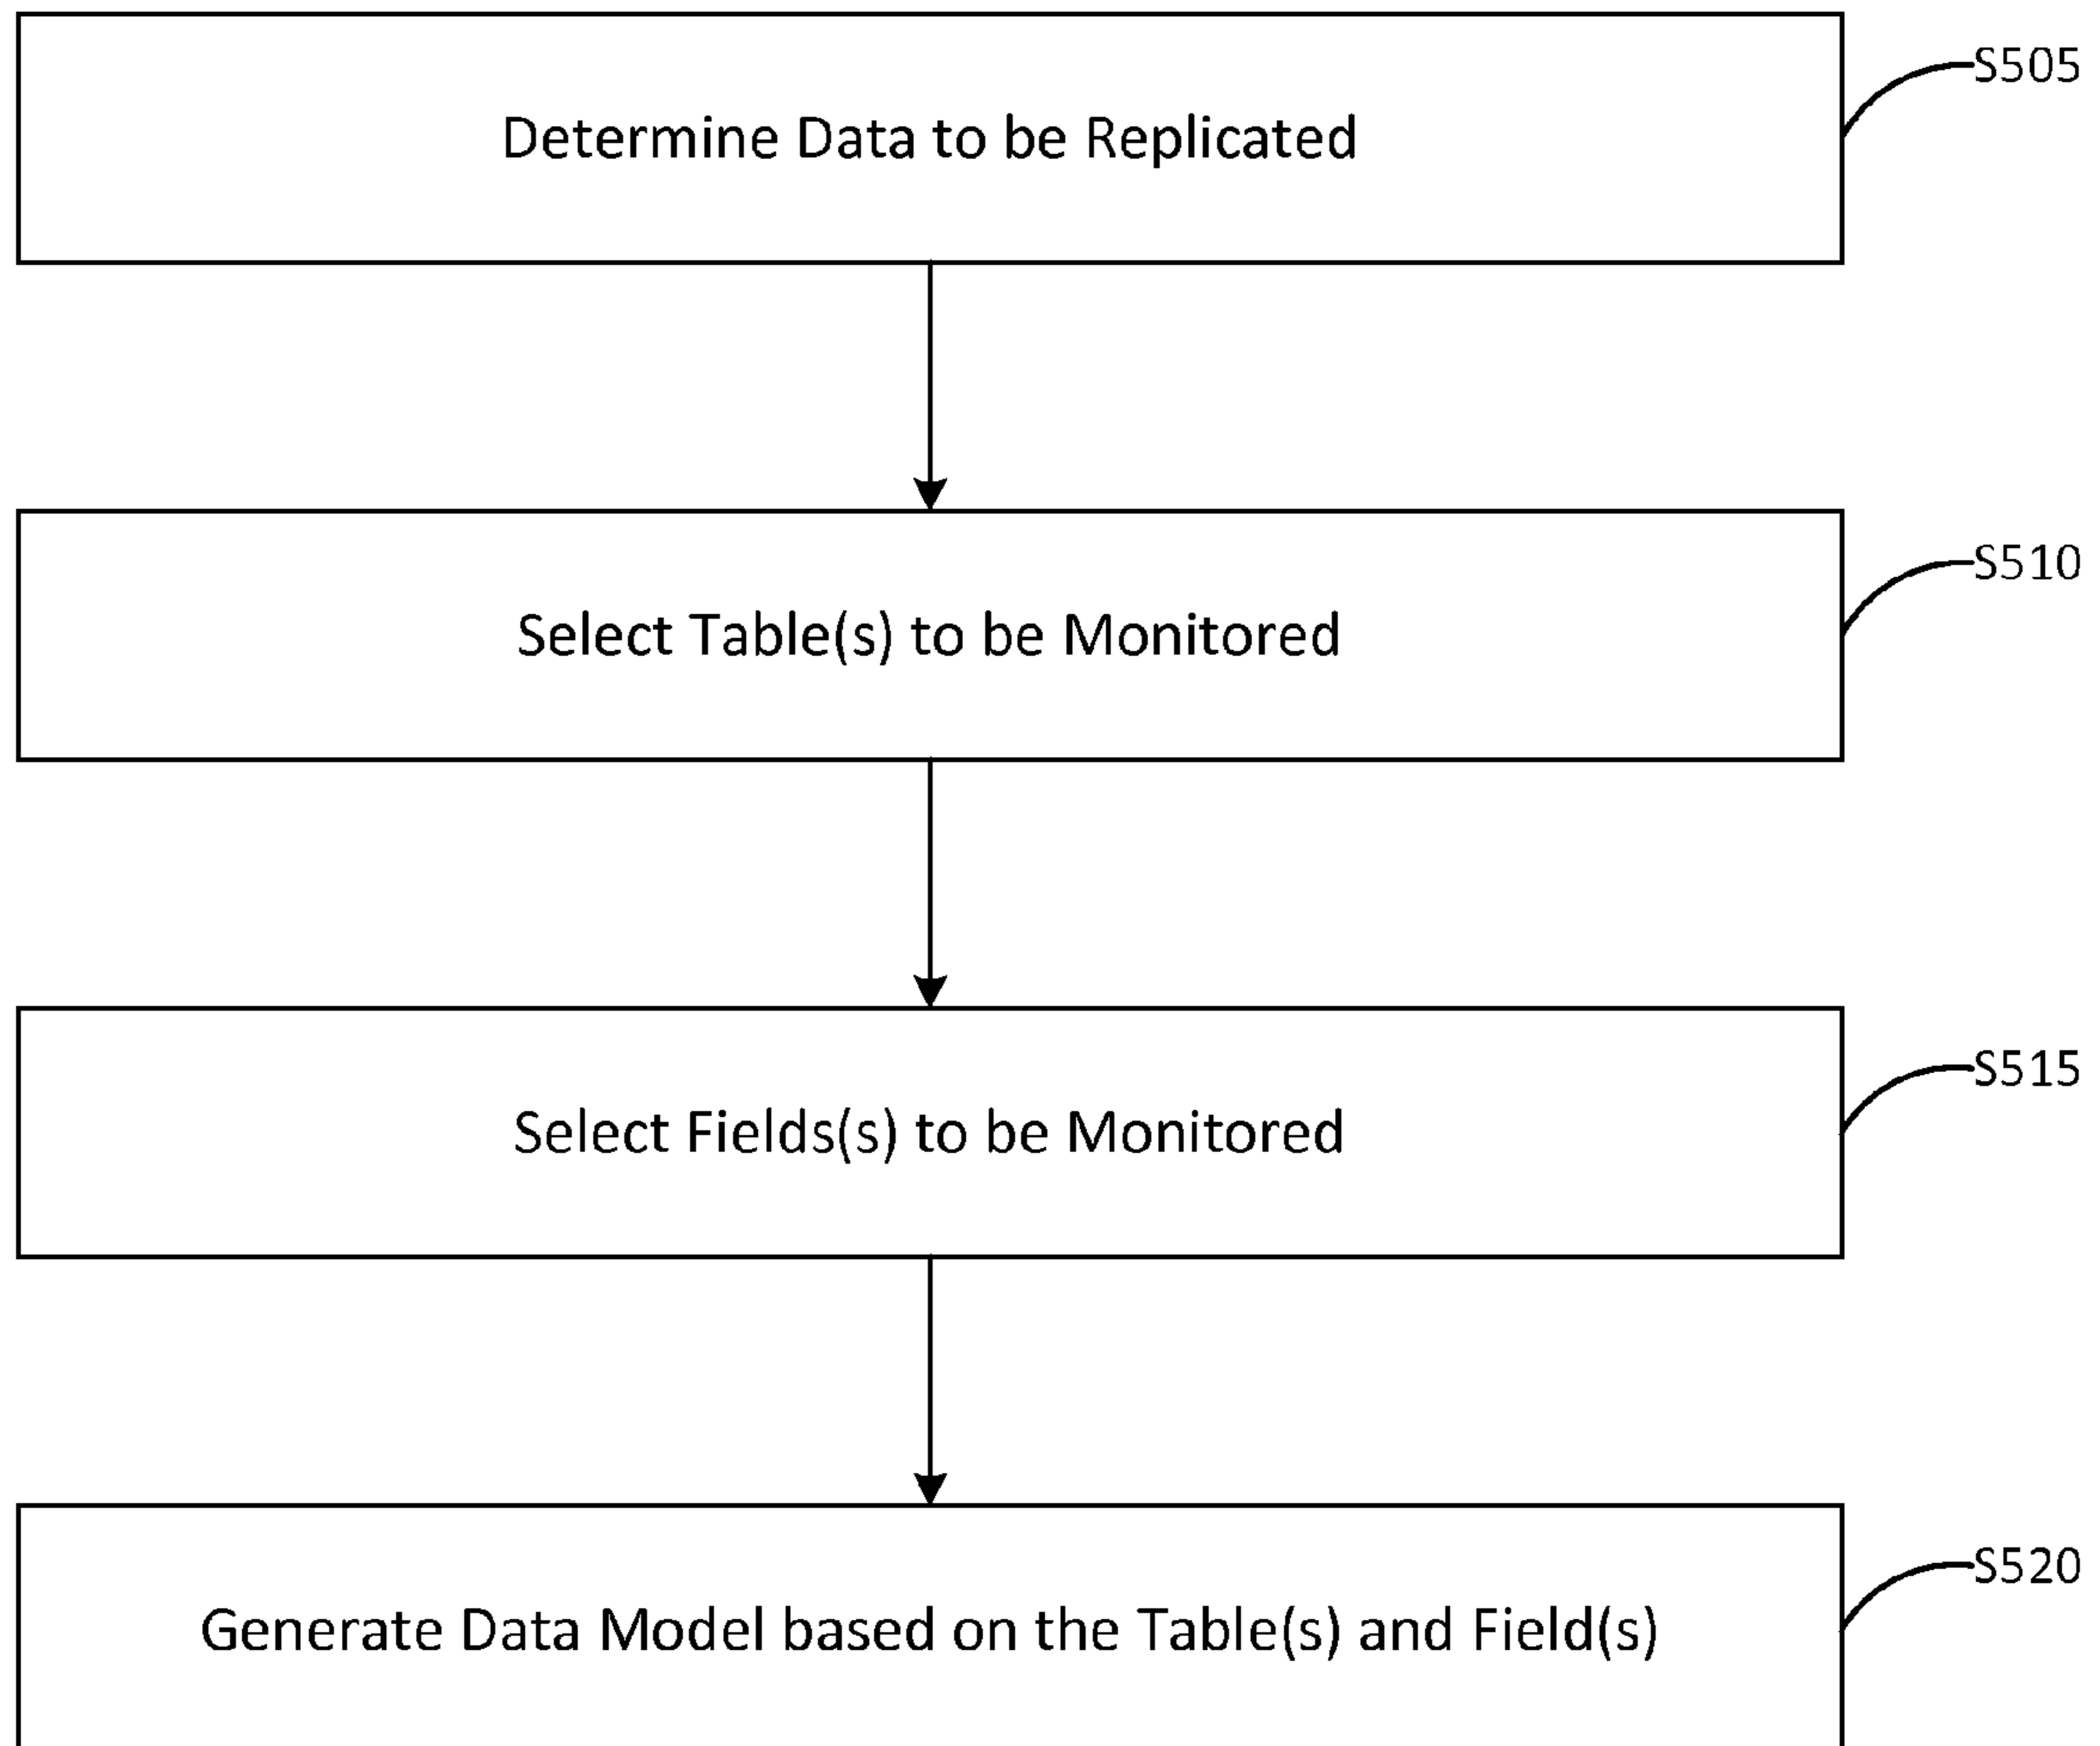 Determine Data to be Replicated
S505
Select Table(s) to be Monitored
S510
Select Fields(s) to be Monitored
S515
Generate Data Model based on the Table(s) and Field(s)
S520